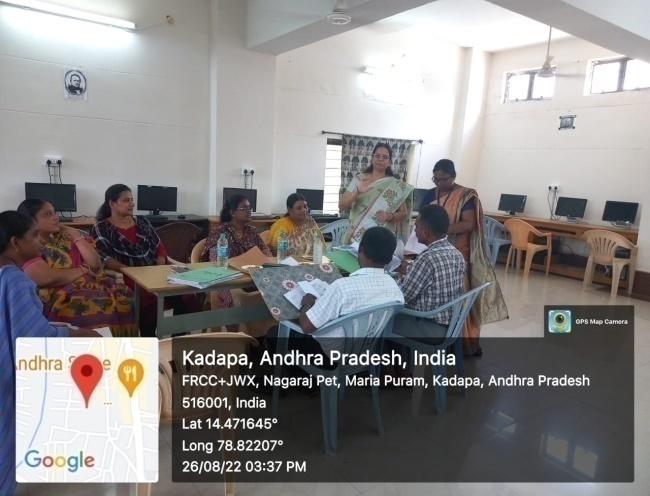 GPS Map Camera
Kadapa, Andhra Pradesh, India
FRCC+JWX, Nagaraj Pet, Maria Puram, Kadapa, Andhra Pradesh
516001, India
Lat 14.471645°
Long 78.82207°
26/08/22 03:37 PM
Google